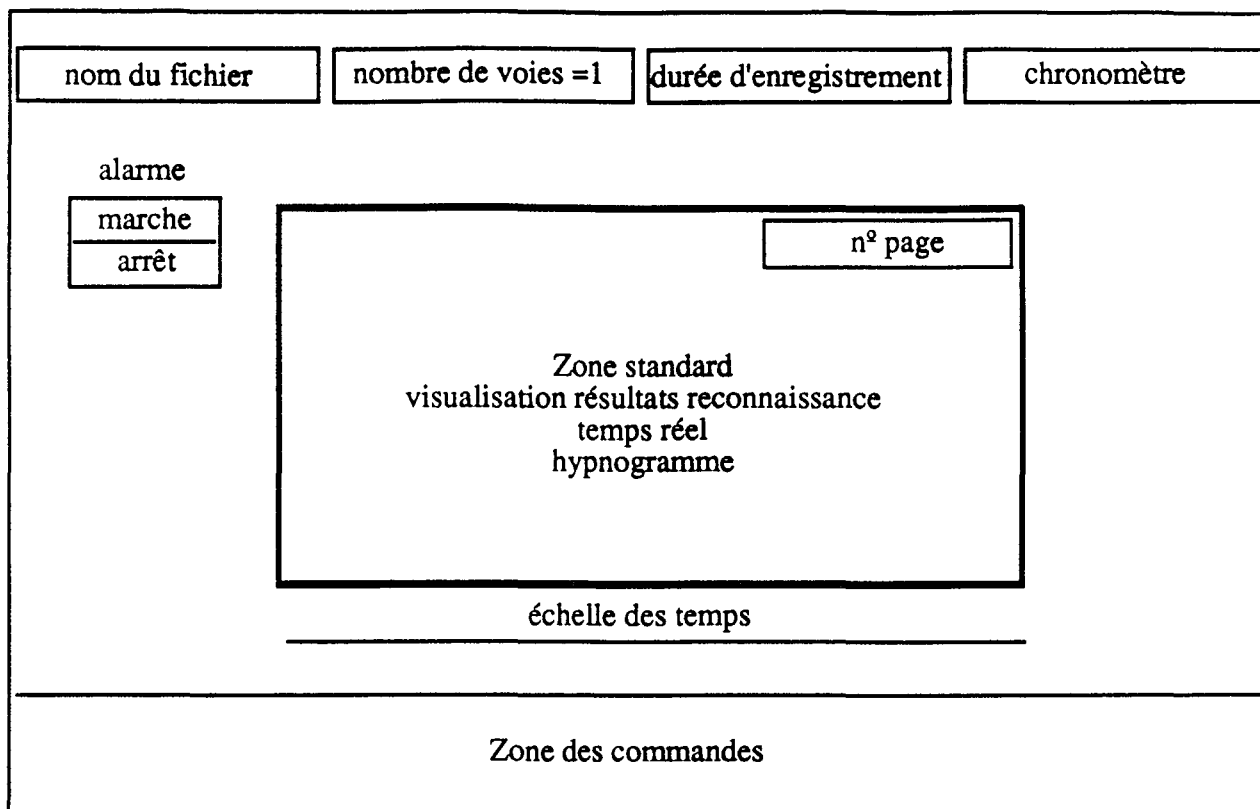 nom du fichier
nombre de voies =1
durée d'enregistrement
chronomètre
alarme
marche
arrêt
nº page
Zone standard
visualisation résultats reconnaissance
temps réel
hypnogramme
échelle des temps
Zone des commandes